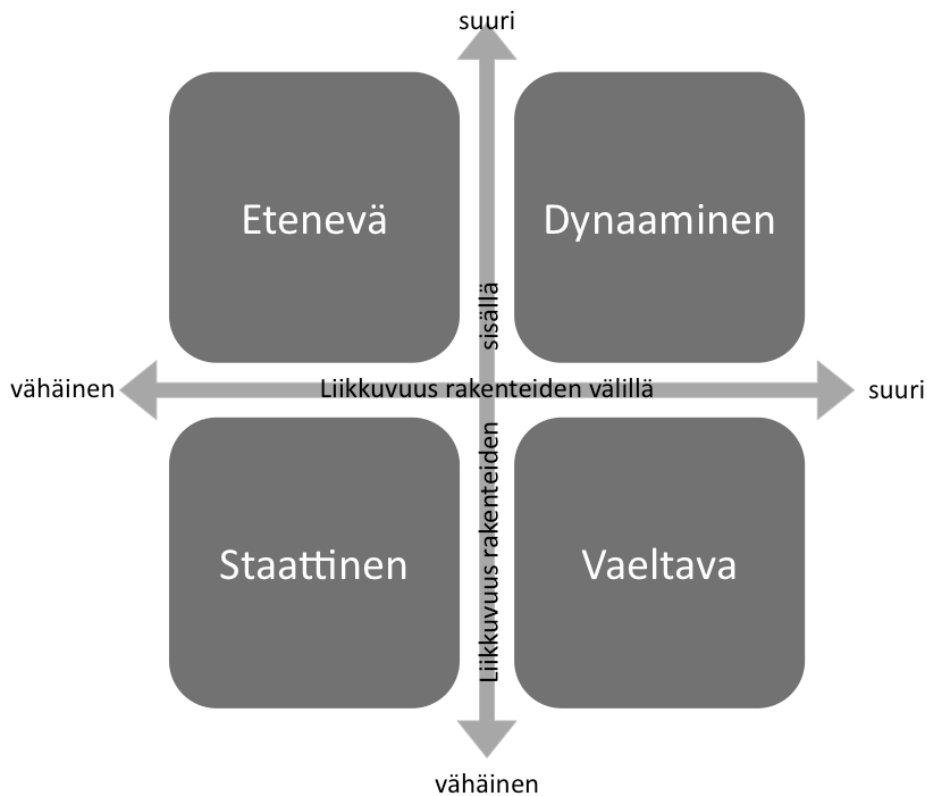 suuri
Etenevä
Dynaaminen
Liikkuvuus rakenteiden sisällä
vähäinen
Liikkuvuus rakenteiden välillä
suuri
Staattinen
Vaeltava
vähäinen